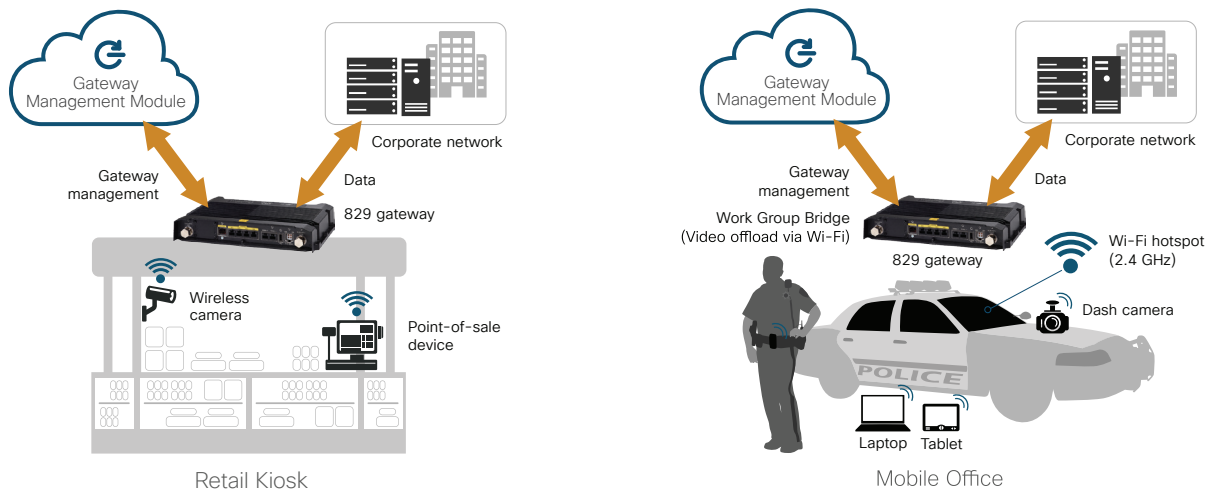 Gateway
Management Module
Corporate network
Gateway
management
Data
829 gateway
Wireless
camera
Point-of-sale
device
Retail Kiosk
Gateway
Management Module
Corporate network
Gateway
management
Data
Work Group Bridge
(Video offload via Wi-Fi)
829 gateway
Wi-Fi hotspot
(2.4 GHz)
Dash camera
POLICE
Laptop
Tablet
Mobile Office